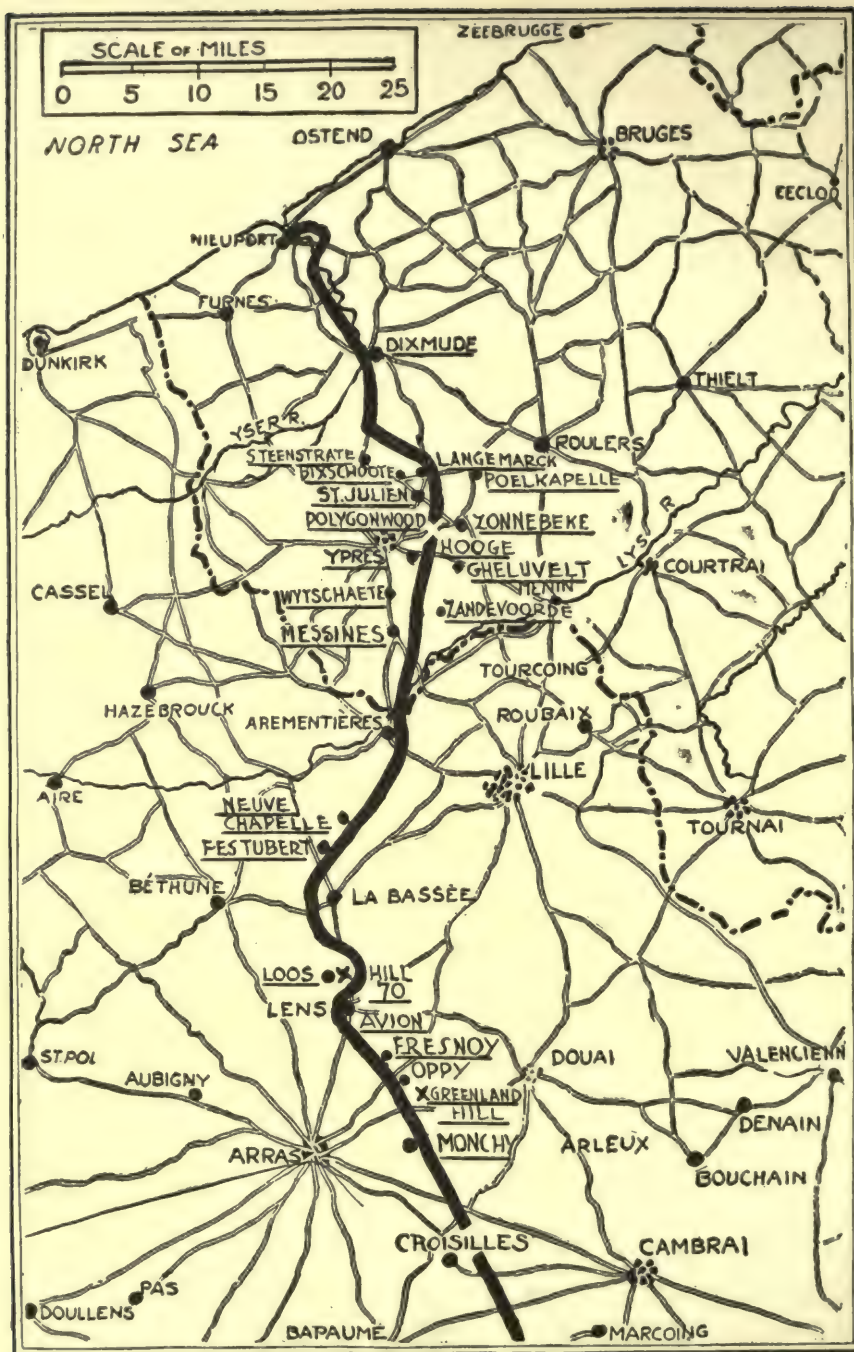 ZEEBRUGGE
SCALE OF MILES
0 5 10 15 20 25
NORTH SEA
OSTEND
BRUGES
EECLOO
NIEUPORT
FURNES
DIXMUDE
DUNKIRK
THIELT
YSER R.
ROULERS
STEENSTRATE
LANGEMARCK
BIXSCHOOTE
POELKAPELLE
ST. JULIEN
POLYGONWOOD
ZONNEBEKE
HOOGE
YPRES
LYS R.
GHELUVELT
COURTRAI
MENIN
CASSEL
WYTSCHAETE
ZANDEVOORDE
MESSINES
TOURCOING
HAZEBROUCK
ROUBAIX
AREMENTIÈRES
LILLE
AIRE
NEUVE
CHAPELLE
TOURNAI
FESTUBERT
BÉTHUNE
LA BASSÉE
LOOS X HILL
70
LENS
AVION
FRESNOY
ST. POL
DOUAI
VALENCIENN
OPPY
AUBIGNY
XGREENLAND
HILL
DENAIN
MONCHY
ARLEUX
ARRAS
BOUCHAIN
CROISILLES
CAMBRAI
PAS
DOULLENS
BAPAUME
MARCOING